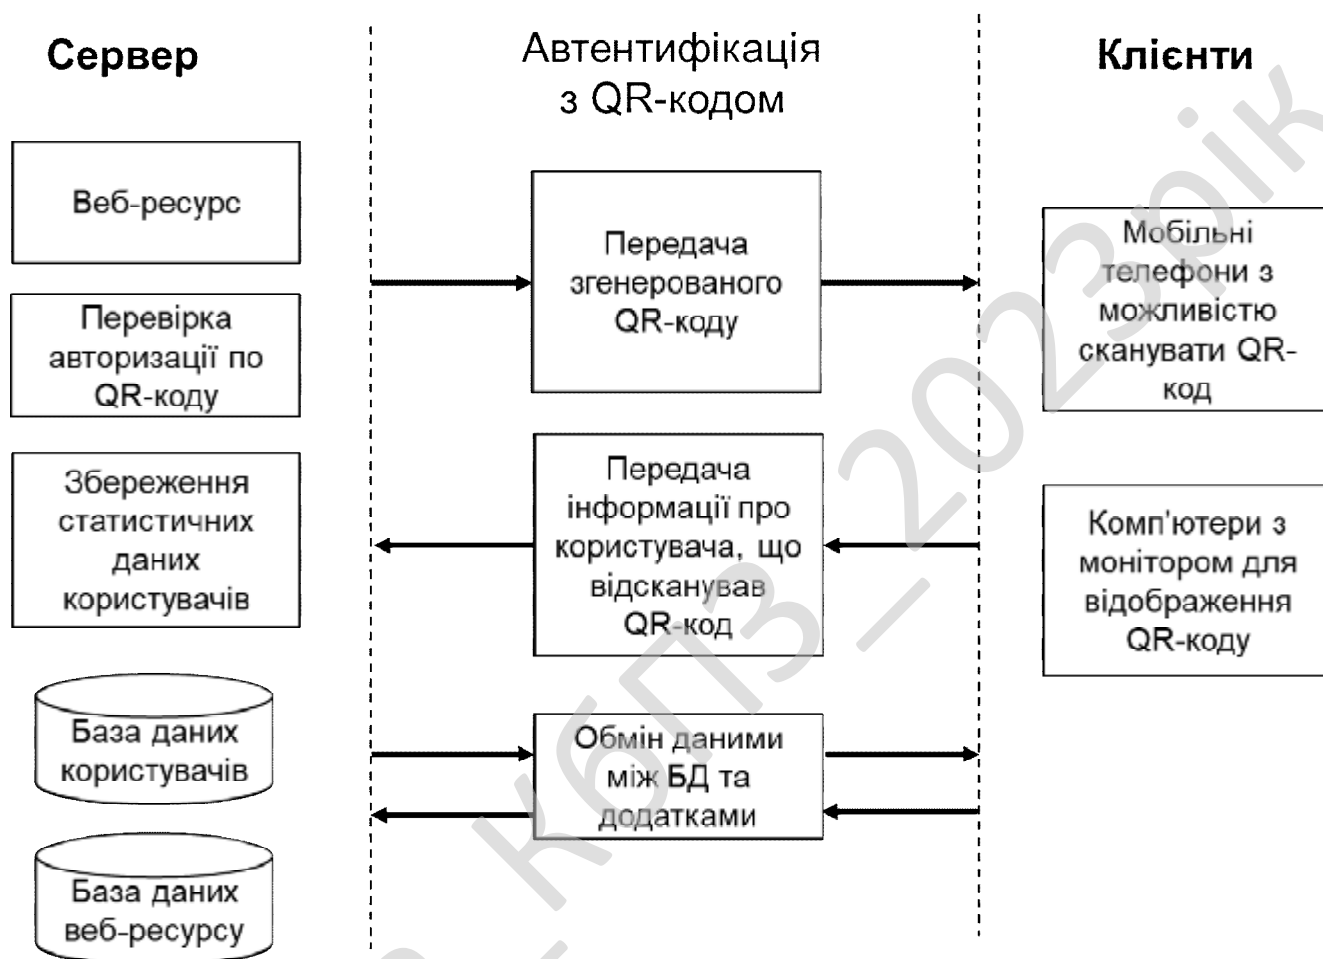 Сервер
Автентифікація
з QR-кодом
Клієнти
Веб-ресурс
Перевірка
авторизації по
QR-коду
Збереження
статистичних
даних
користувачів
База даних
користувачів
База даних
веб-ресурсу
Передача
згенерованого
QR-коду
Передача
інформації про
користувача, що
відсканував
QR-код
Обмін даними
між БД та
додатками
Мобільні
телефони з
можливістю
сканувати QR-
код
Комп'ютери з
монітором для
відображення
QR-коду
_КбПЗ_2023рік